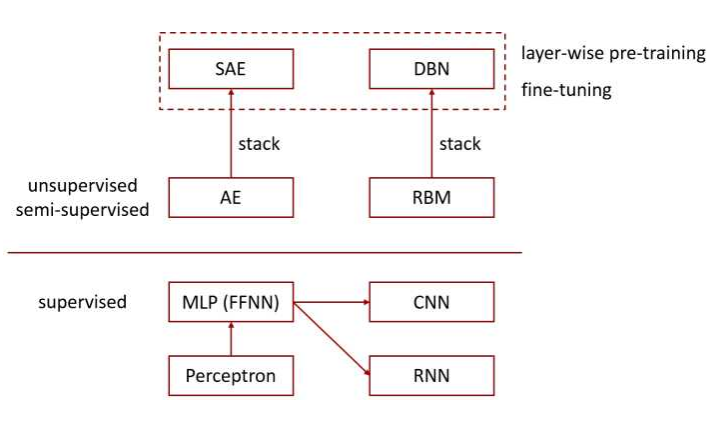 SAE
DBN
layer-wise pre-training
fine-tuning
stack
stack
unsupervised
semi-supervised
AE
RBM
supervised
MLP (FFNN)
CNN
Perceptron
RNN